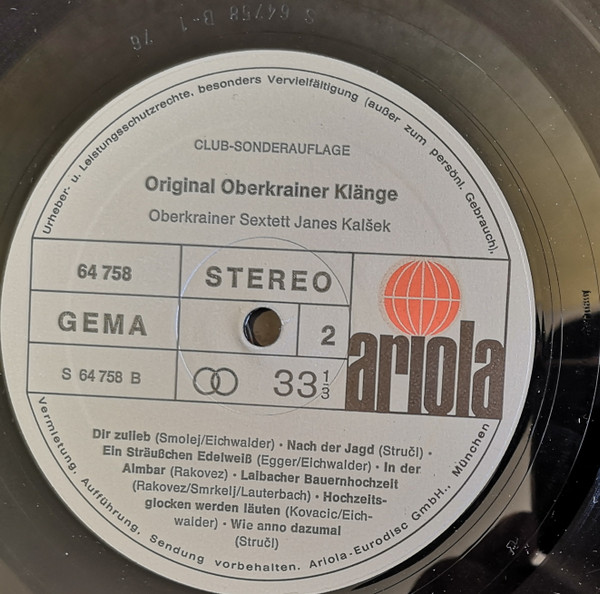 S 64758 B-1 76
Urheber- u. Leistungsschutzrechte, besonders Vervielfältigung (außer zum persönl. Gebrauch),
CLUB-SONDERAUFLAGE
Original Oberkrainer Klänge
Oberkrainer Sextett Janes Kalšek
64 758
STEREO
GEMA
2
ariola
S 64 758 B
33 1/3
Dir zulieb (Smolej/Eichwalder) • Nach der Jagd (Stručl) •
Ein Sträußchen Edelweiß (Egger/Eichwalder) • In der
Almbar (Rakovez) • Laibacher Bauernhochzeit
(Rakovez/Smrkelj/Lauterbach) • Hochzeits-
glocken werden läuten (Kovacic/Eich-
walder) • Wie anno dazumal
(Stručl)
Vermietung, Aufführung, Sendung vorbehalten. Ariola-Eurodisc GmbH., München